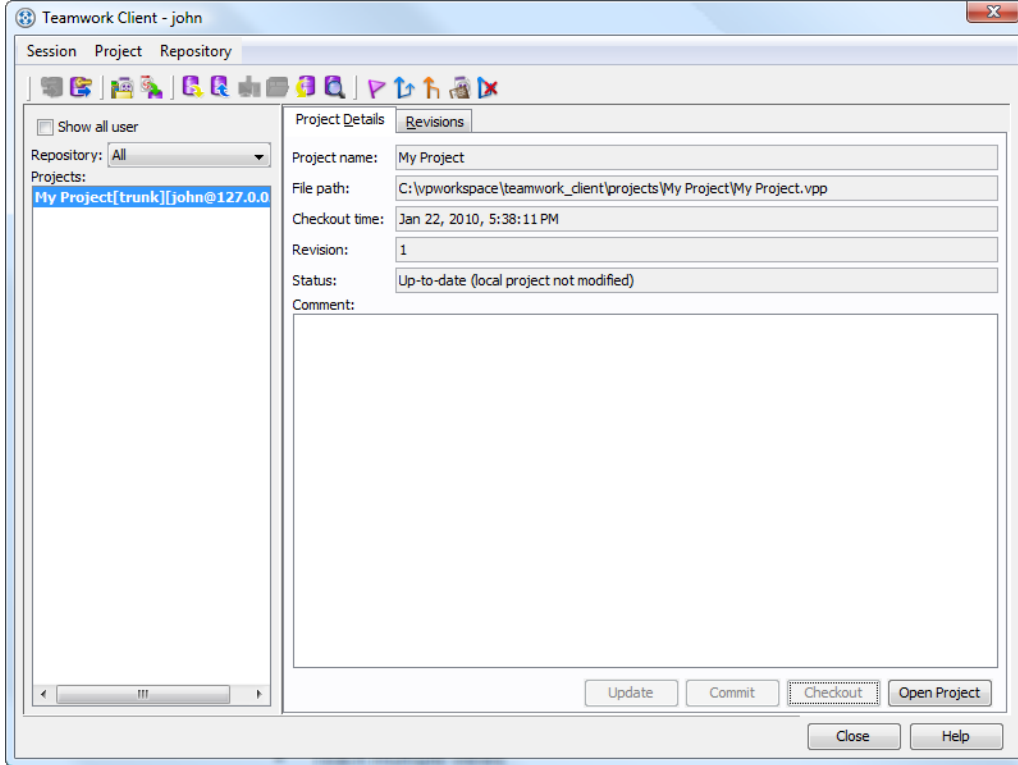 Teamwork Client - john
Session Project Repository
Show all user
Repository: All
Projects:
My Project[trunk][john@127.0.0
Project Details Revisions
Project name: My Project
File path: C:\vpworkspace\teamwork_client\projects\My Project\My Project.vpp
Checkout time: Jan 22, 2010, 5:38:11 PM
Revision: 1
Status: Up-to-date (local project not modified)
Comment:
Update Commit Checkout Open Project
Close Help